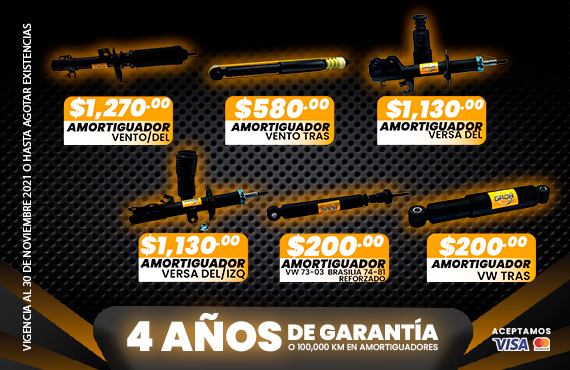 VIGENCIA AL 30 DE NOVIEMBRE 2021 O HASTA AGOTAR EXISTENCIAS
$1,270.00
AMORTIGUADOR
VENTO/DEL
$580.00
AMORTIGUADOR
VENTO TRAS
$1,130.00
AMORTIGUADOR
VERSA DEL
$1,130.00
AMORTIGUADOR
VERSA DEL/IZQ
$200.00
AMORTIGUADOR
VW 73-03 BRASILIA 74-81
REFORZADO
GROB
$200.00
AMORTIGUADOR
VW TRAS
4 AÑOS DE GARANTÍA
O 100,000 KM EN AMORTIGUADORES
ACEPTAMOS
VISA